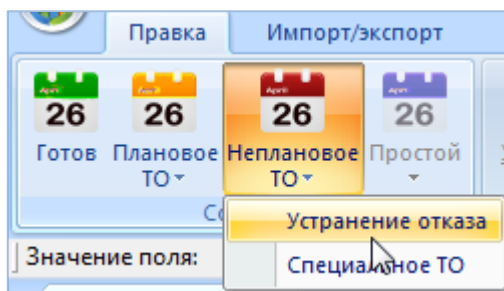 Правка Импорт/экспорт
26 26 26 26
Готов Плановое Неплановое Простой
ТО ТО
Устранение отказа
Значение поля:
Специальное ТО